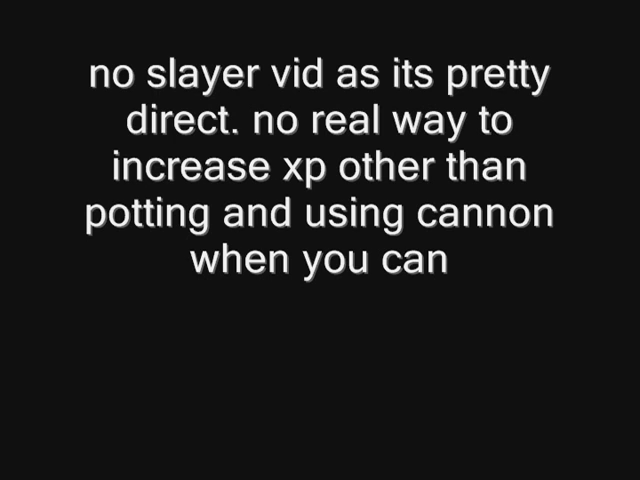 no slayer vid as its pretty
direct. no real way to
increase xp other than
potting and using cannon
when you can